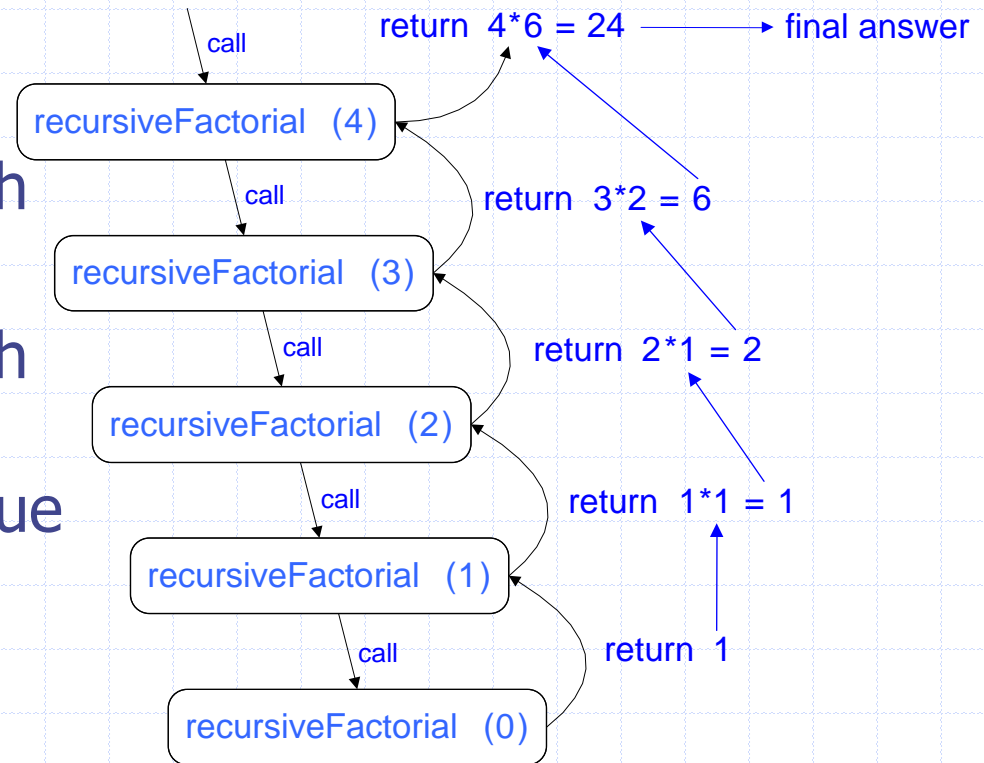 return 4*6 = 24 final answer
call
recursiveFactorial (4)
h
call
return 3*2 = 6
recursiveFactorial (3)
h
call
return 2*1 = 2
recursiveFactorial (2)
ue
call
return 1*1 = 1
recursiveFactorial (1)
call
return 1
recursiveFactorial (0)